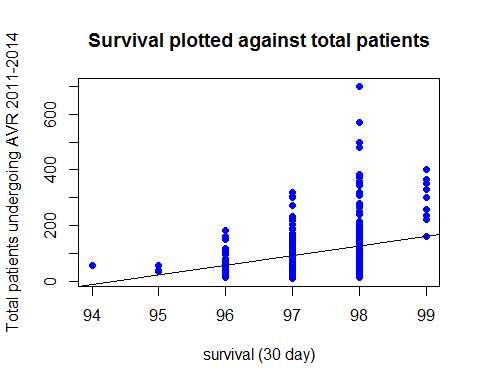 Survival plotted against total patients
Total patients undergoing AVR 2011-2014
600
400
200
0
94 95 96 97 98 99
survival (30 day)